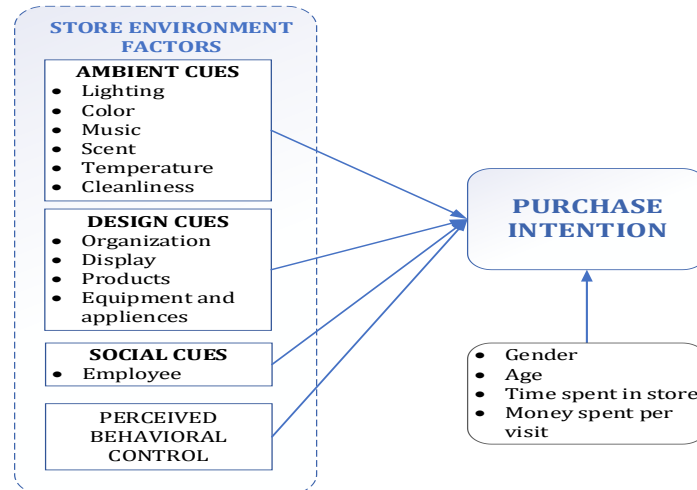 STORE ENVIRONMENT
FACTORS
AMBIENT CUES
● Lighting
● Color
● Music
● Scent
● Temperature
● Cleanliness
DESIGN CUES
● Organization
● Display
● Products
● Equipment and
appliences
SOCIAL CUES
● Employee
PERCEIVED
BEHAVIORAL
CONTROL
PURCHASE
INTENTION
● Gender
● Age
● Time spent in store
● Money spent per
visit